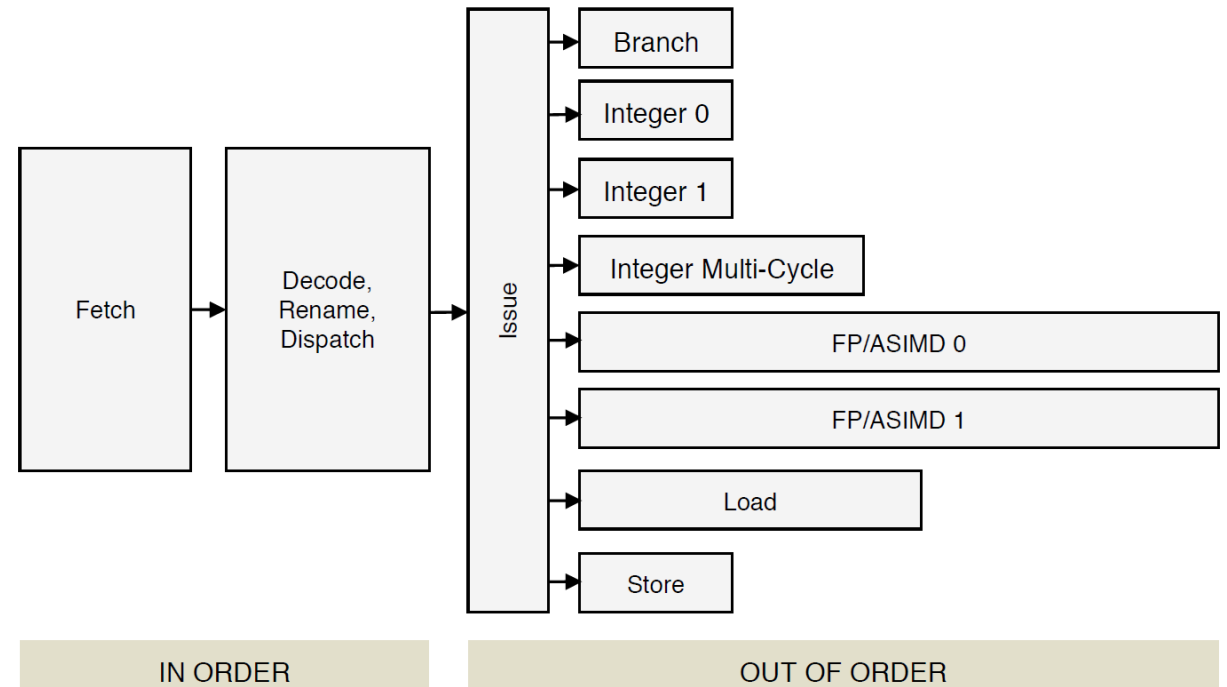 Fetch
Decode,
Rename,
Dispatch
Issue
Branch
Integer 0
Integer 1
Integer Multi-Cycle
FP/ASIMD 0
FP/ASIMD 1
Load
Store
IN ORDER
OUT OF ORDER